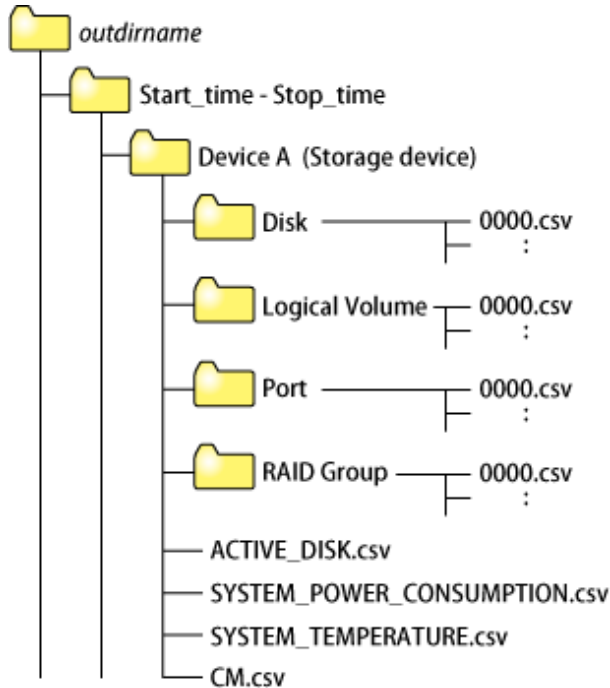 outdirname
Start_time - Stop_time
Device A (Storage device)
Disk 0000.csv
:
Logical Volume 0000.csv
:
Port 0000.csv
:
RAID Group 0000.csv
:
ACTIVE_DISK.csv
SYSTEM_POWER_CONSUMPTION.csv
SYSTEM_TEMPERATURE.csv
CM.csv